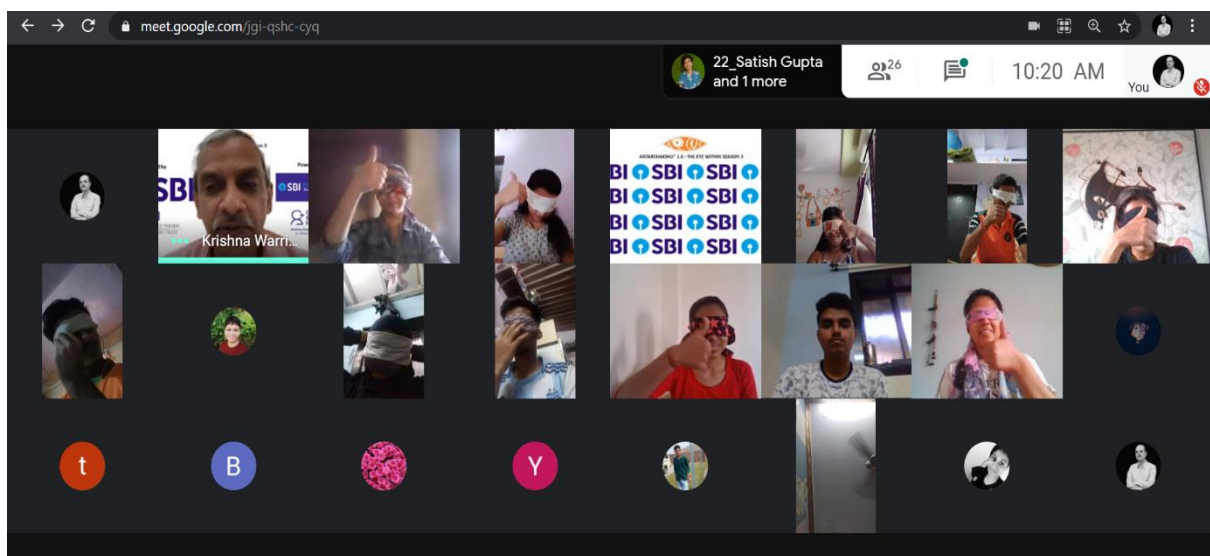 meet.google.com/jgi-qshc-cyq
22_Satish Gupta
and 1 more
26
10:20 AM
You
SBI
SBI
Krishna Warri...
ANTARCHAKSHU® 2.0 - THE EYE WITHIN SEASON 3
BI SBI SBI
BI SBI SBI
BI SBI SBI
BI SBI SBI
t
B
Y